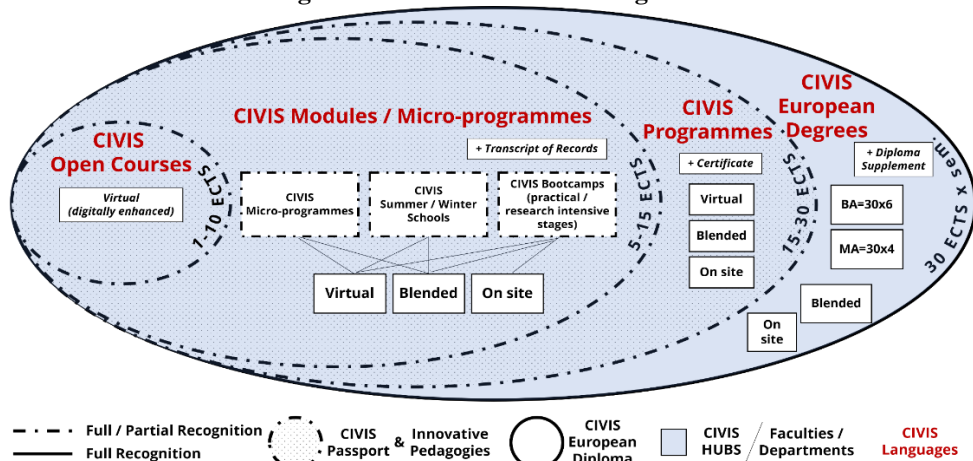 CIVIS
Open Courses
Virtual
(digitally enhanced)
1-10 ECTS
CIVIS Modules / Micro-programmes
+ Transcript of Records
CIVIS
Micro-programmes
CIVIS
Summer / Winter
Schools
CIVIS Bootcamps
(practical /
research intensive
stages)
Virtual
Blended
On site
5-15 ECTS
CIVIS
Programmes
+ Certificate
Virtual
Blended
On site
15-30 ECTS
CIVIS
European
Degrees
+ Diploma
Supplement
BA=30x6
MA=30x4
Blended
On
site
30 ECTS x sem.
Full / Partial Recognition
Full Recognition
CIVIS
Passport
&
Innovative
Pedagogies
CIVIS
European
Diploma
CIVIS
HUBS
Faculties /
Departments
CIVIS
Languages